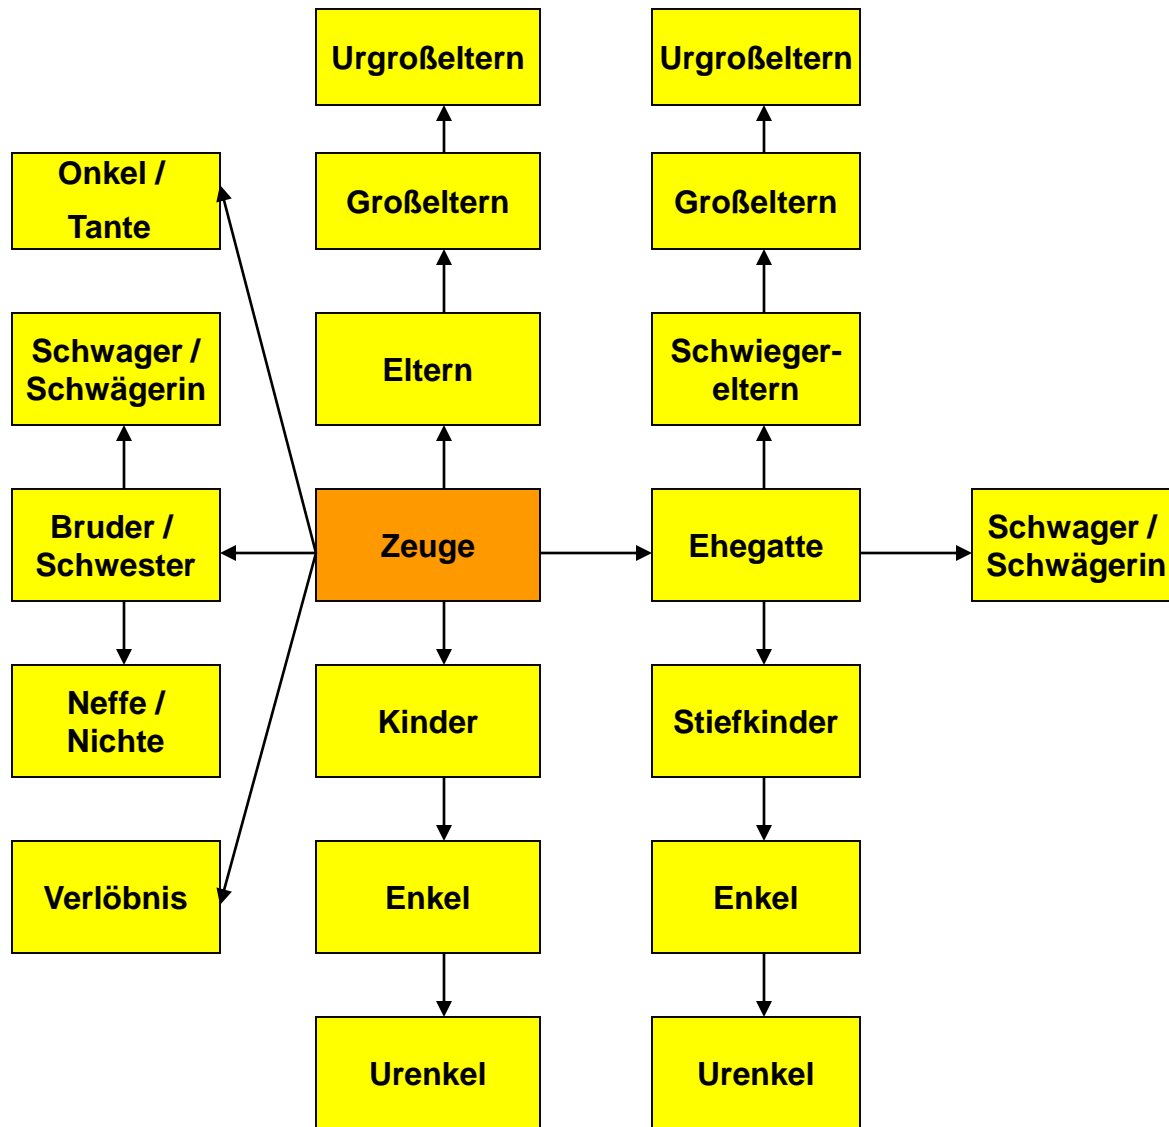 Urgroßeltern
Urgroßeltern
Onkel /
Tante
Großeltern
Großeltern
Schwager /
Schwägerin
Eltern
Schwieger-
eltern
Bruder /
Schwester
Zeuge
Ehegatte
Schwager /
Schwägerin
Neffe /
Nichte
Kinder
Stiefkinder
Verlöbnis
Enkel
Enkel
Urenkel
Urenkel